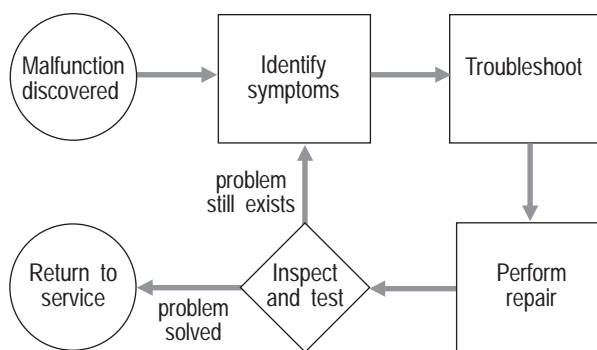 Malfunction
discovered
Identify
symptoms
Troubleshoot
problem
still exists
Return to
service
problem
solved
Inspect
and test
Perform
repair